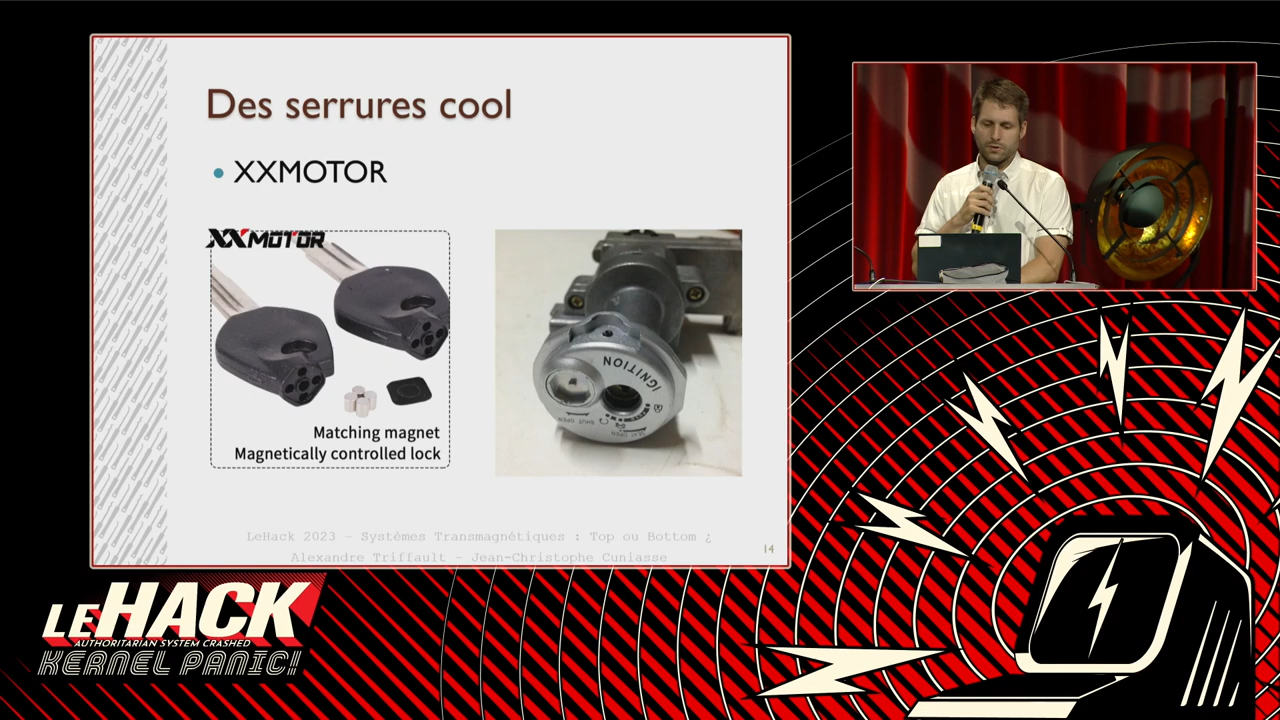 Des serrures cool
• XXMOTOR
XXMOTOR
Matching magnet
Magnetically controlled lock
IGNITION
LeHack 2023 – Systèmes Transmagnétiques : Top ou Bottom ¿
Alexandre Triffault – Jean-Christophe Cuniasse
14
LEHACK
AUTHORITARIAN SYSTEM CRASHED
KERNEL PANIC!